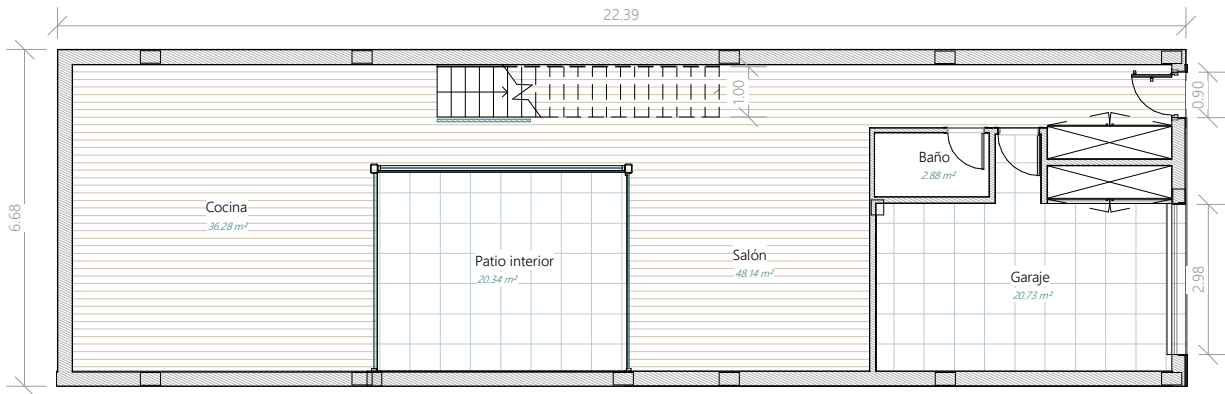 22.39
1.00
0.90
Baño
2.88 m²
Cocina
36.28 m²
6.68
Patio interior
20.34 m²
Salón
48.14 m²
Garaje
20.73 m²
2.98